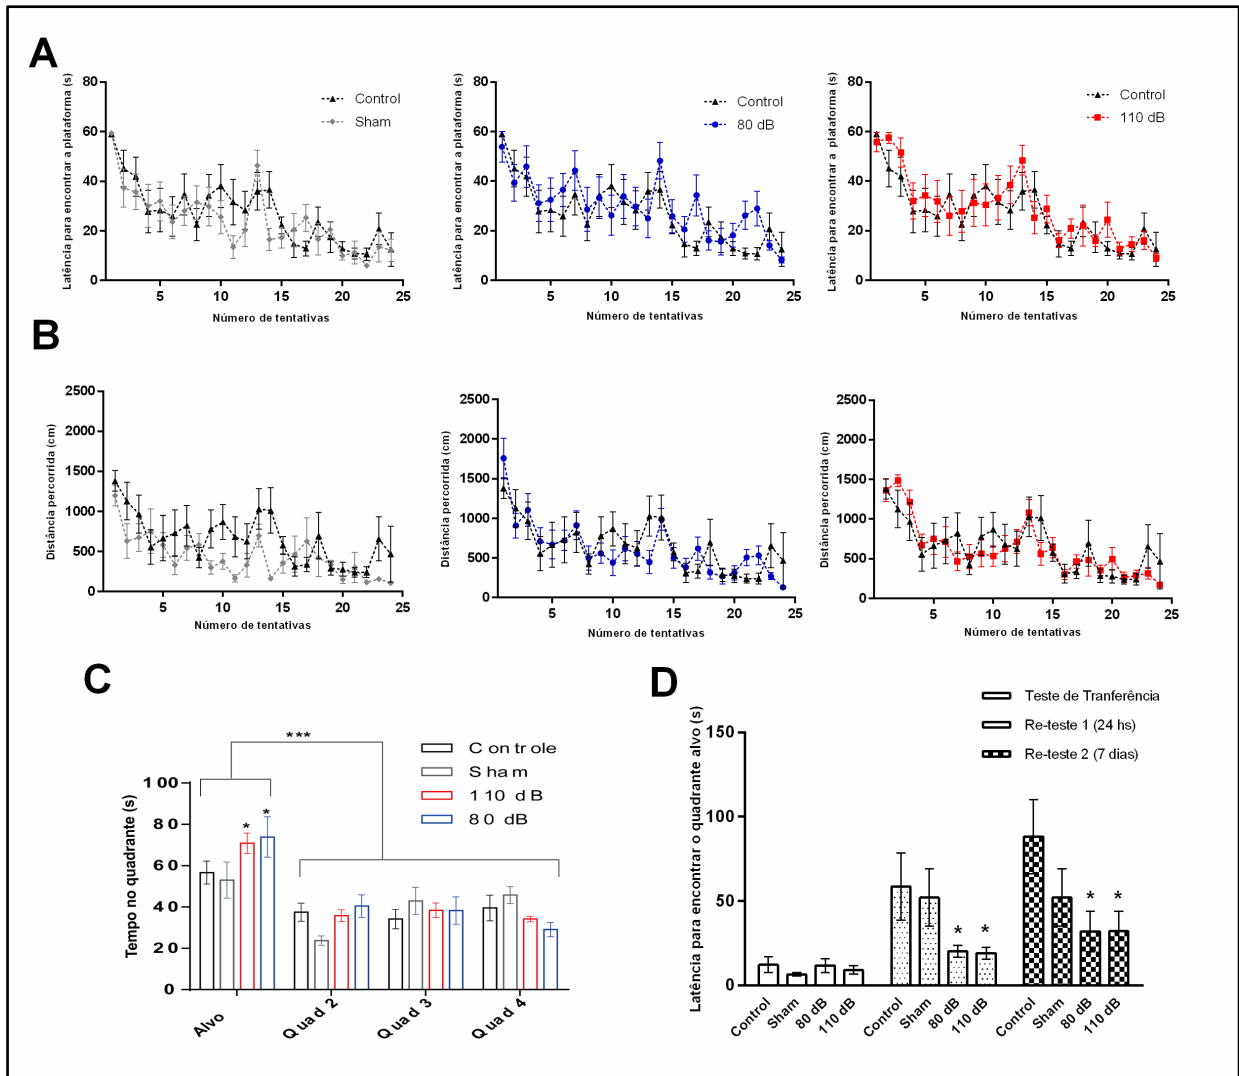 A
Latência para encontrar a plataforma (s)
80
60
40
20
0
5
10
15
20
25
Número de tentativas
Control
Sham
Latência para encontrar a plataforma (s)
80
60
40
20
0
5
10
15
20
25
Número de tentativas
Control
80 dB
Latência para encontrar a plataforma (s)
80
60
40
20
0
5
10
15
20
25
Número de tentativas
Control
110 dB
B
Distância percorrida (cm)
2500
2000
1500
1000
500
0
5
10
15
20
25
Número de tentativas
Distância percorrida (cm)
2500
2000
1500
1000
500
0
5
10
15
20
25
Número de tentativas
Distância percorrida (cm)
2500
2000
1500
1000
500
0
5
10
15
20
25
Número de tentativas
C
Tempo no quadrante (s)
100
80
60
40
20
0
***
*
*
Controle
Sham
110 dB
80 dB
Alvo
Quad 2
Quad 3
Quad 4
D
Latência para encontrar o quadrante alvo (s)
150
100
50
0
Teste de Tranferência
Re-teste 1 (24 hs)
Re-teste 2 (7 dias)
*
*
*
*
Control
Sham
80 dB
110 dB
Control
Sham
80 dB
110 dB
Control
Sham
80 dB
110 dB